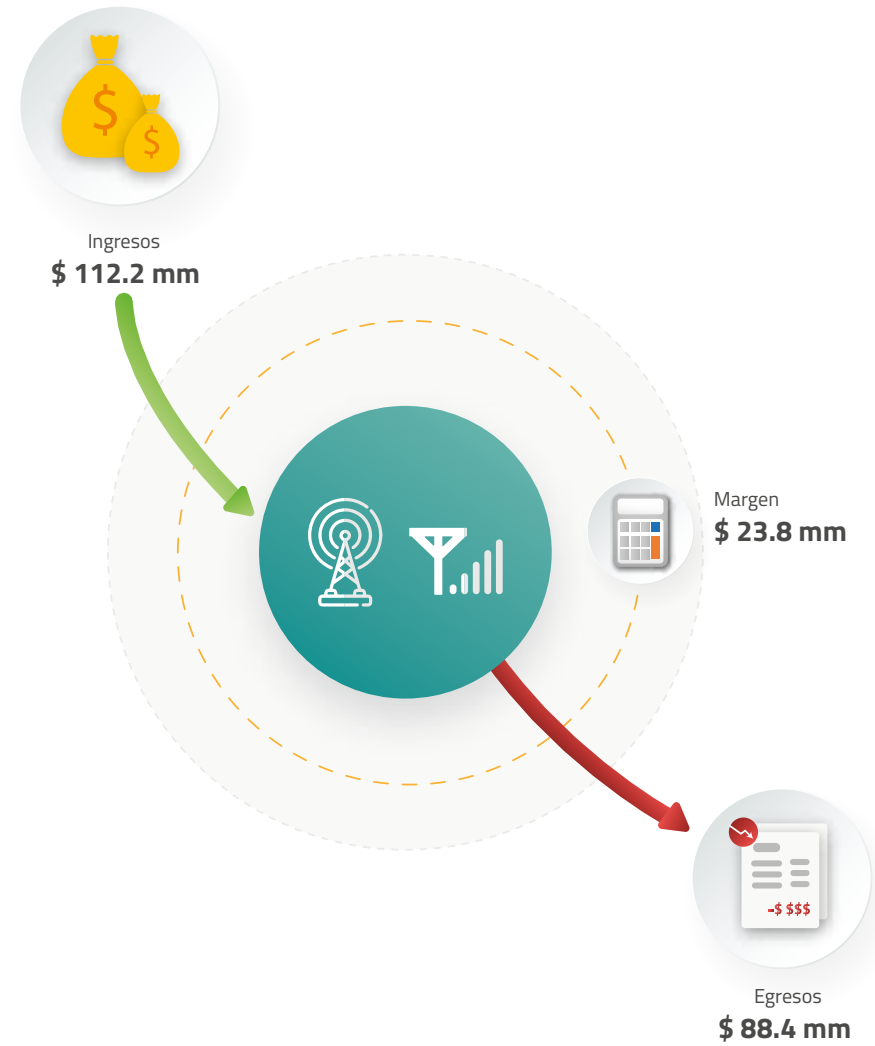 $
$
Ingresos
$ 112.2 mm
Margen
$ 23.8 mm
-$ $$$
Egresos
$ 88.4 mm